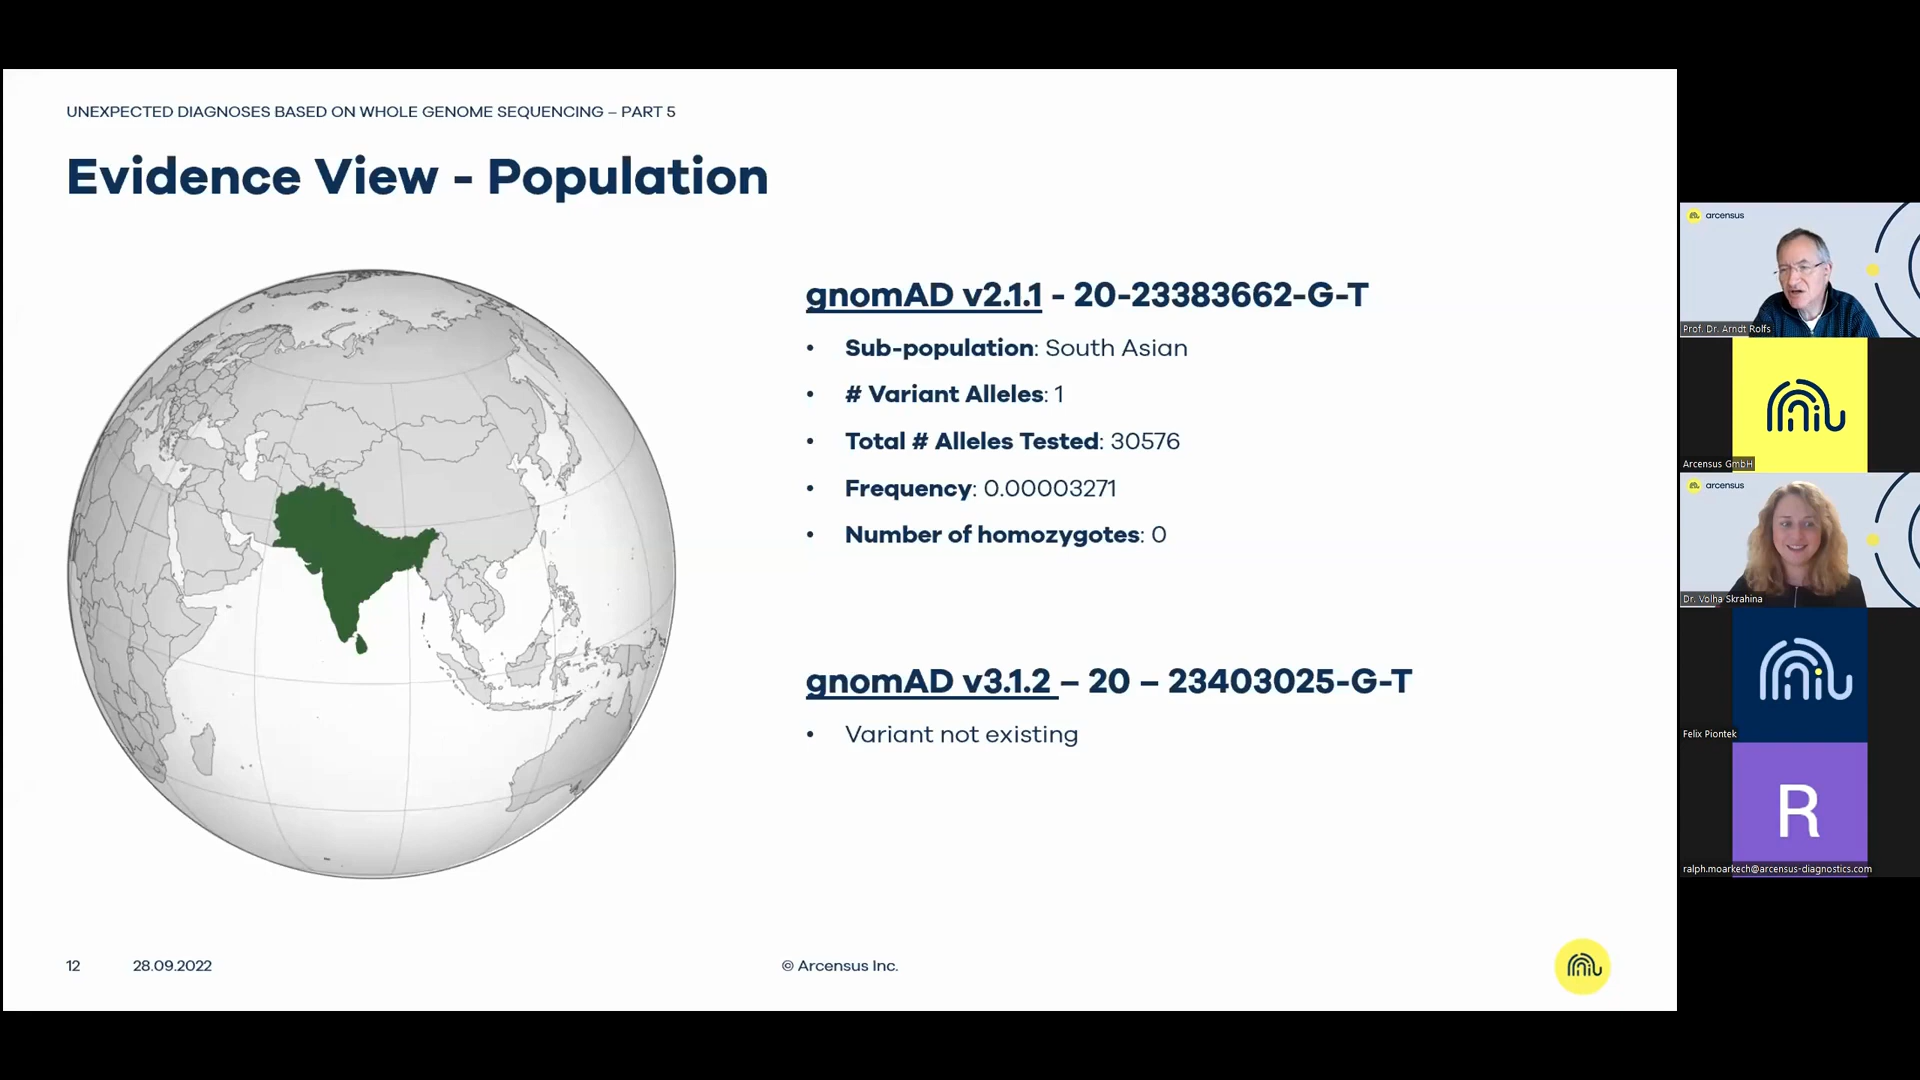 UNEXPECTED DIAGNOSES BASED ON WHOLE GENOME SEQUENCING – PART 5
Evidence View - Population
gnomAD v2.1.1 - 20-23383662-G-T
• Sub-population: South Asian
• # Variant Alleles: 1
• Total # Alleles Tested: 30576
• Frequency: 0.00003271
• Number of homozygotes: 0
gnomAD v3.1.2 – 20 – 23403025-G-T
• Variant not existing
12 28.09.2022 © Arcensus Inc.
arcensus
Prof. Dr. Arndt Rolfs
Arcensus GmbH
arcensus
Dr. Volha Skrahina
Felix Piontek
R
ralph.moarkech@arcensus-diagnostics.com